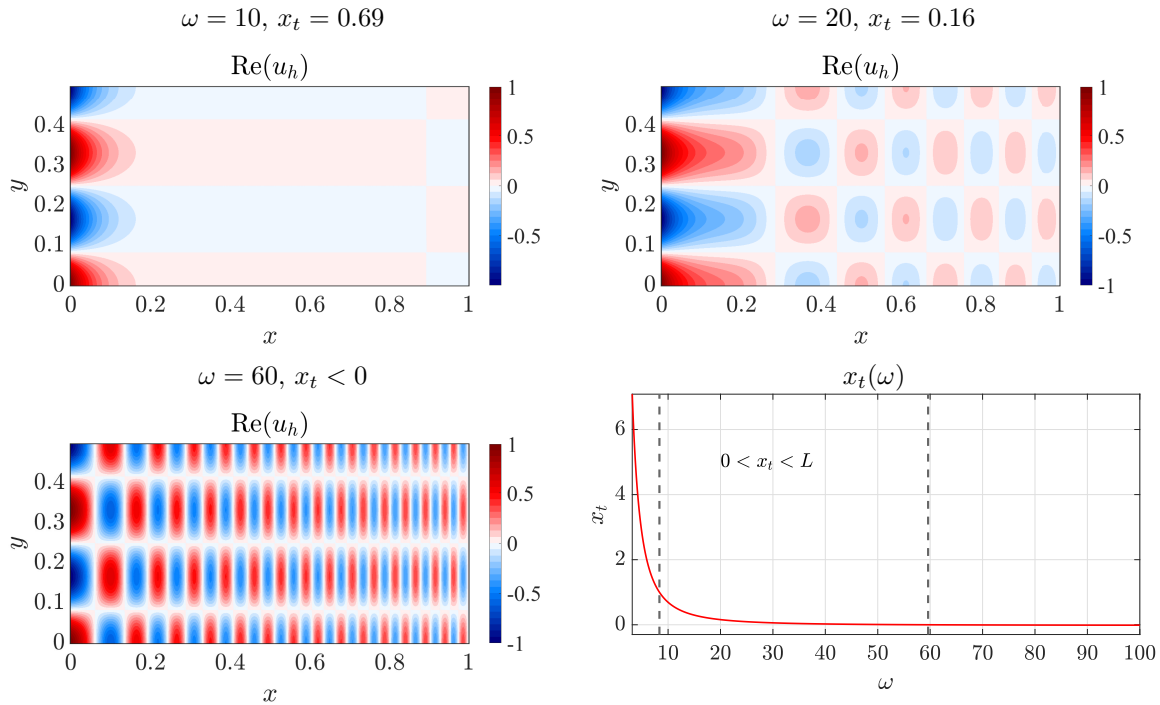 ω = 10, x_t = 0.69
Re(u_h)
0.4
0.3
0.2
0.1
0
y
0 0.2 0.4 0.6 0.8 1
x
1
0.5
0
-0.5
ω = 20, x_t = 0.16
Re(u_h)
0.4
0.3
0.2
0.1
0
y
0 0.2 0.4 0.6 0.8 1
x
1
0.5
0
-0.5
-1
ω = 60, x_t < 0
Re(u_h)
0.4
0.3
0.2
0.1
0
y
0 0.2 0.4 0.6 0.8 1
x
1
0.5
0
-0.5
-1
x_t(ω)
6
4
2
0
x_t
0 < x_t < L
10 20 30 40 50 60 70 80 90 100
ω